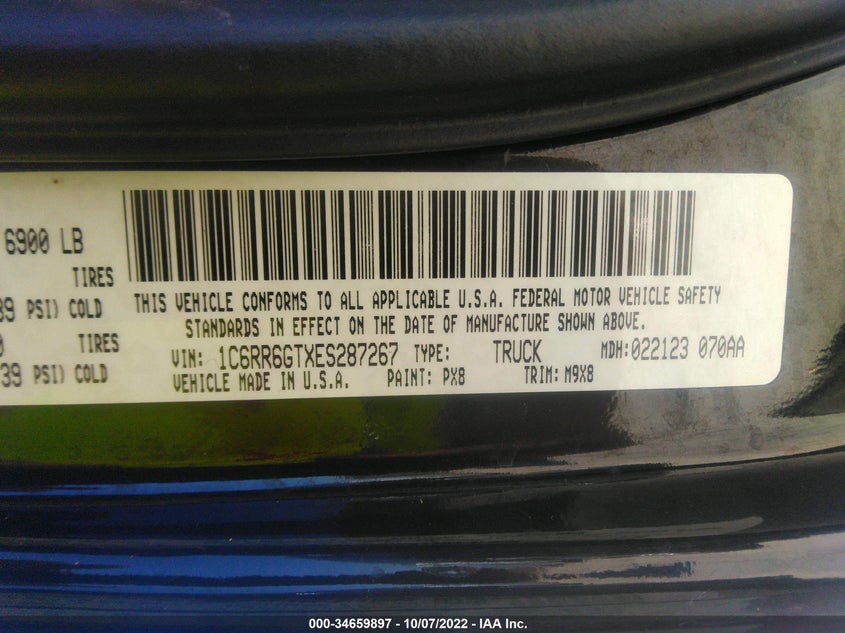 6900 LB
TIRES
39 PSI) COLD
TIRES
39 PSI) COLD
THIS VEHICLE CONFORMS TO ALL APPLICABLE U.S.A. FEDERAL MOTOR VEHICLE SAFETY
STANDARDS IN EFFECT ON THE DATE OF MANUFACTURE SHOWN ABOVE.
VIN: 1C6RR6GTXES287267 TYPE: TRUCK MDH: 022123 070AA
VEHICLE MADE IN U.S.A. PAINT: PX8 TRIM: M9X8
000-34659897 - 10/07/2022 - IAA Inc.